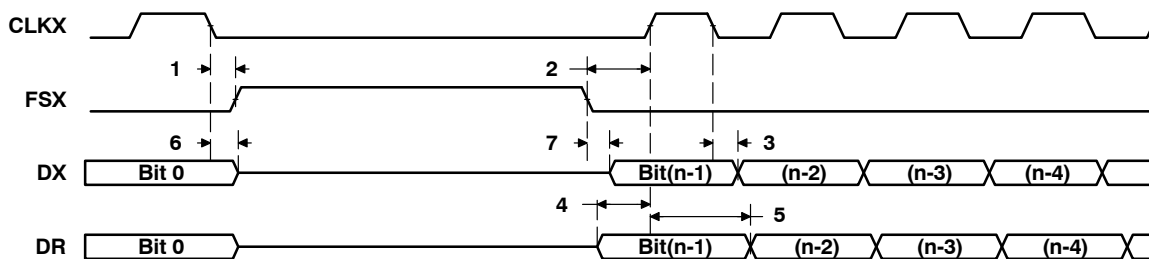 CLKX
1 2
FSX
6 7 3
DX Bit 0 Bit(n-1) (n-2) (n-3) (n-4)
4 5
DR Bit 0 Bit(n-1) (n-2) (n-3) (n-4)